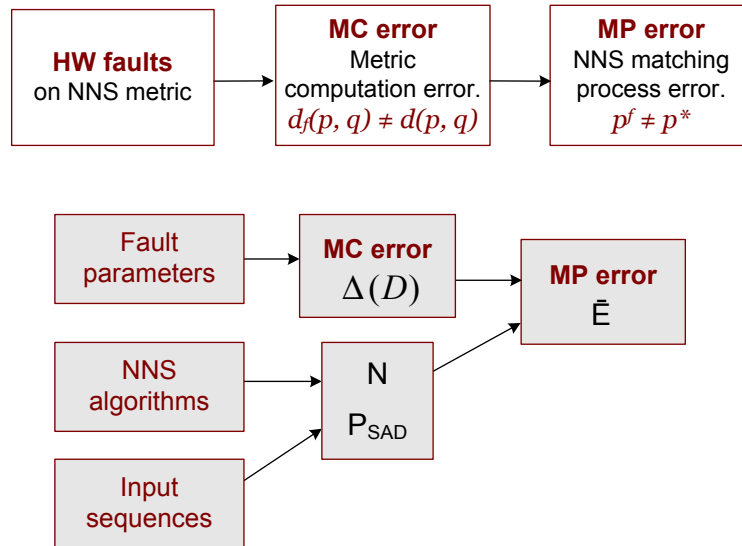 HW faults
on NNS metric
MC error
Metric
computation error.
d_f(p, q) ≠ d(p, q)
MP error
NNS matching
process error.
p^f ≠ p*
Fault
parameters
MC error
Δ(D)
MP error
Ē
NNS
algorithms
N
P_SAD
Input
sequences